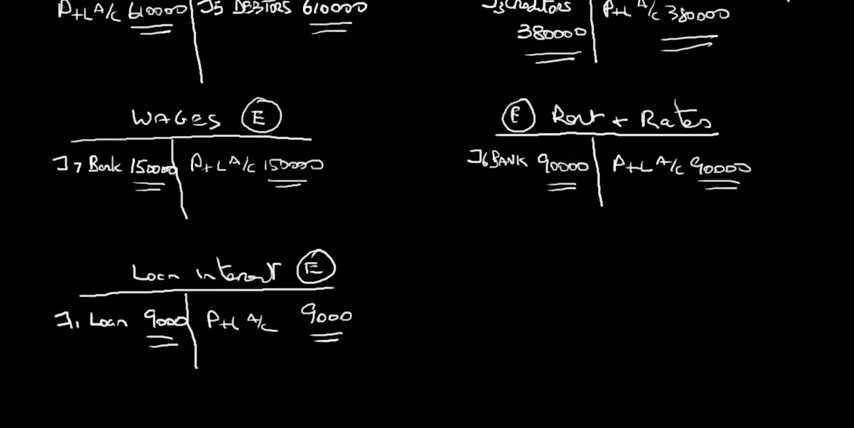 P+L A/C 610000 J5 DEBTORS 610000
J3 Creditors P+L A/C 380000
380000
WAGES E
J7 Bank 150000 P+L A/C 150000
E Rent + Rates
J6 BANK 90000 P+L A/C 90000
Loan interest E
J1 Loan 9000 P+L A/C 9000